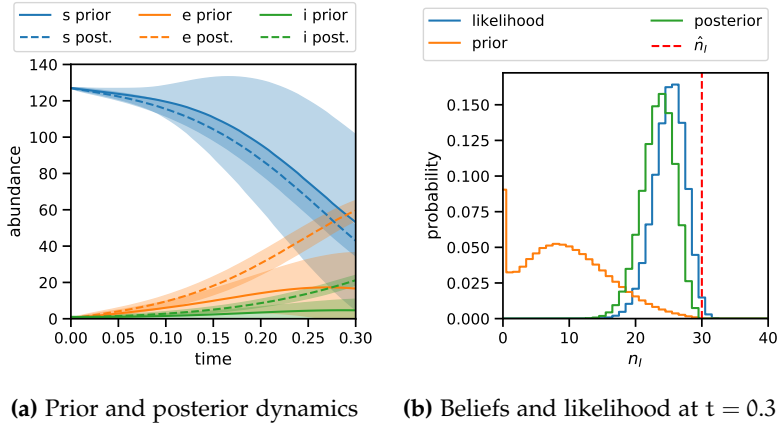 s prior e prior i prior
s post. e post. i post.
140
120
100
80
60
40
20
0
abundance
0.00 0.05 0.10 0.15 0.20 0.25 0.30
time
(a) Prior and posterior dynamics
likelihood posterior
prior n̂_I
0.150
0.125
0.100
0.075
0.050
0.025
0.000
probability
0 10 20 30 40
n_I
(b) Beliefs and likelihood at t = 0.3